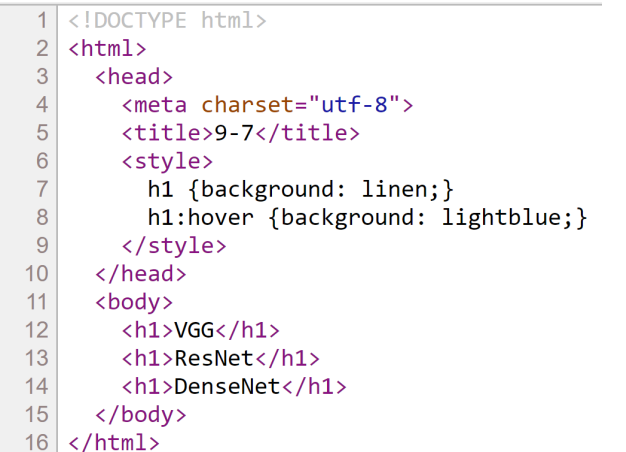 1 <!DOCTYPE html>
2 <html>
3   <head>
4     <meta charset="utf-8">
5     <title>9-7</title>
6     <style>
7       h1 {background: linen;}
8       h1:hover {background: lightblue;}
9     </style>
10   </head>
11   <body>
12     <h1>VGG</h1>
13     <h1>ResNet</h1>
14     <h1>DenseNet</h1>
15   </body>
16 </html>